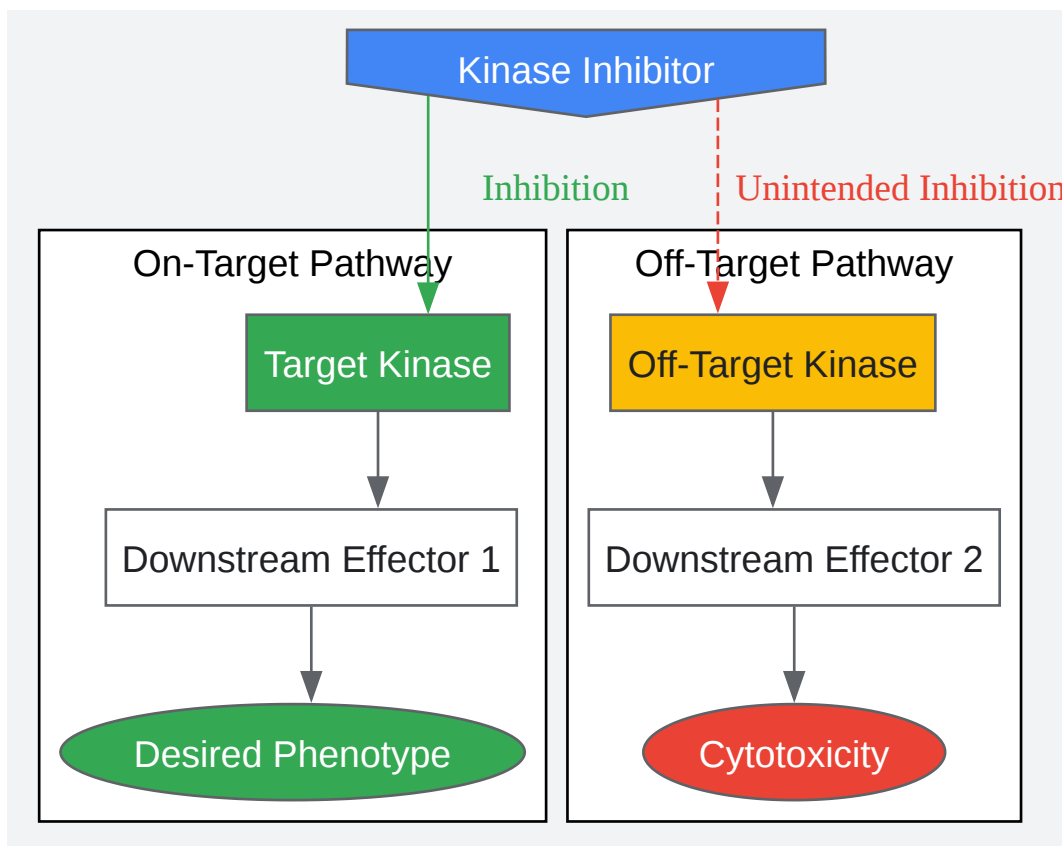 Kinase Inhibitor
Inhibition
Unintended Inhibition
On-Target Pathway
Off-Target Pathway
Target Kinase
Off-Target Kinase
Downstream Effector 1
Downstream Effector 2
Desired Phenotype
Cytotoxicity